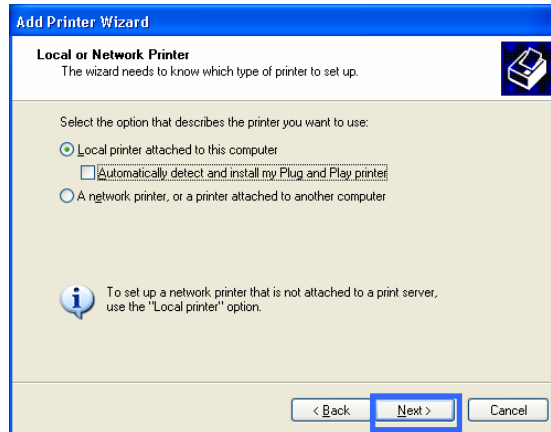 Add Printer Wizard
Local or Network Printer
The wizard needs to know which type of printer to set up.
Select the option that describes the printer you want to use:
Local printer attached to this computer
Automatically detect and install my Plug and Play printer
A network printer, or a printer attached to another computer
To set up a network printer that is not attached to a print server,
use the "Local printer" option.
< Back
Next >
Cancel